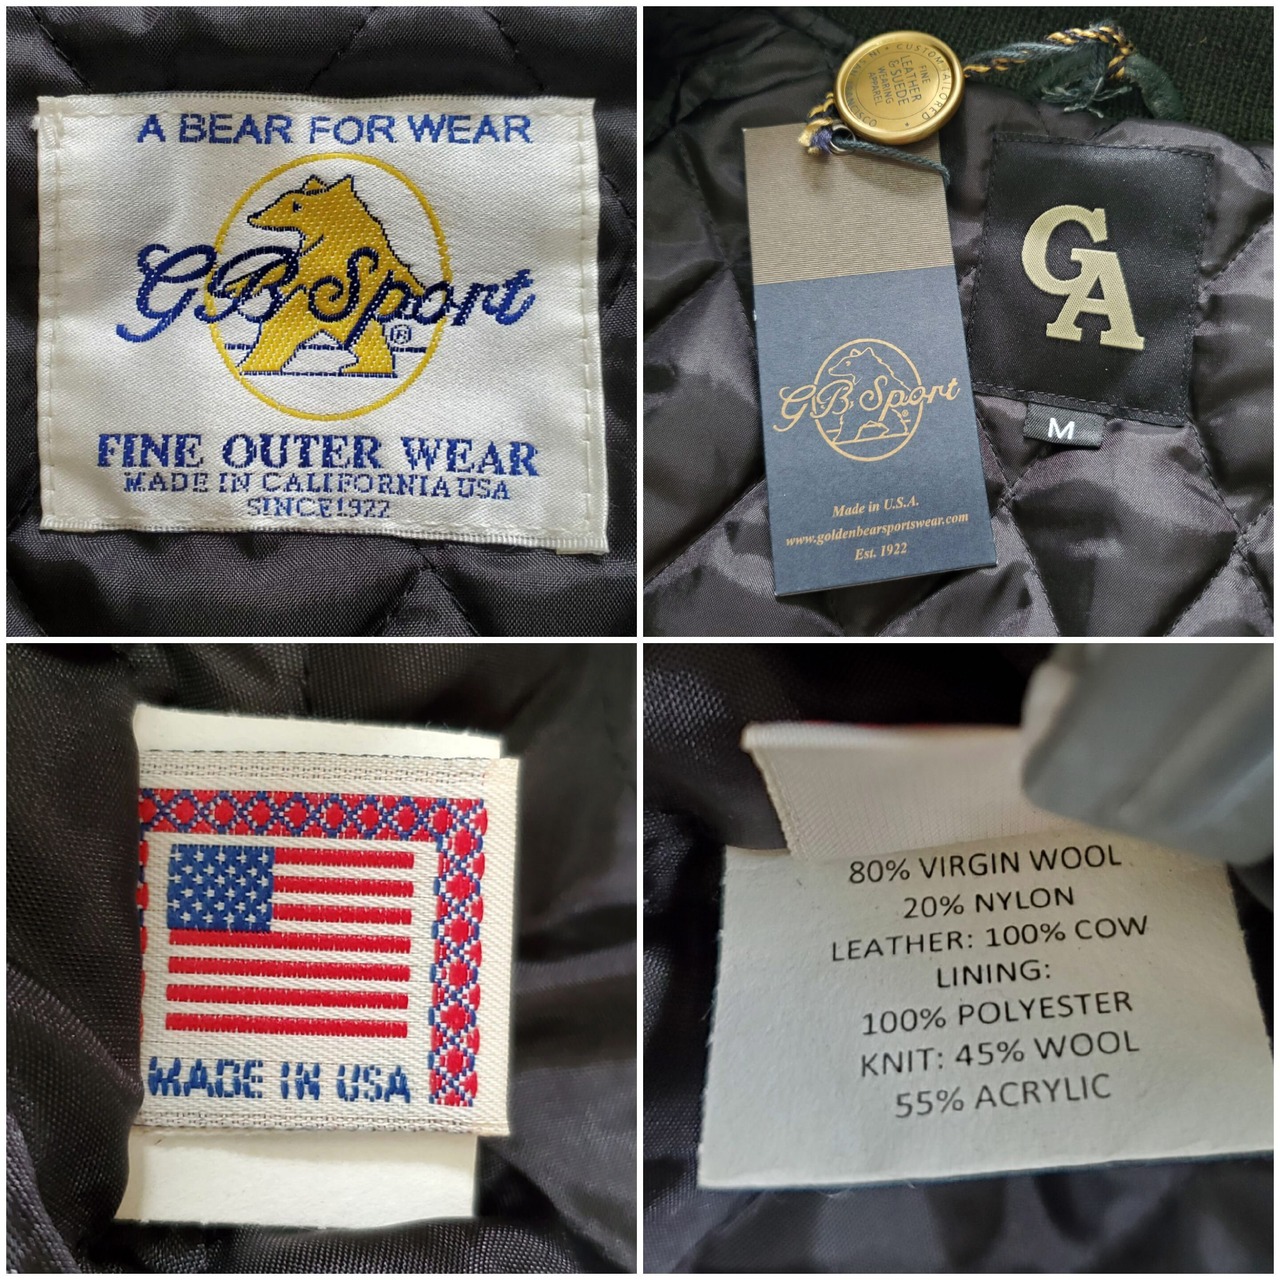 A BEAR FOR WEAR
GB Sport
®
FINE OUTER WEAR
MADE IN CALIFORNIA USA
SINCE 1922
CUSTOM TAILORED
FINE
LEATHER
& SUEDE
WEARING
APPAREL
GA
M
GB Sport
®
Made in U.S.A.
www.goldenbearsportswear.com
Est. 1922
MADE IN USA
80% VIRGIN WOOL
20% NYLON
LEATHER: 100% COW
LINING:
100% POLYESTER
KNIT: 45% WOOL
55% ACRYLIC